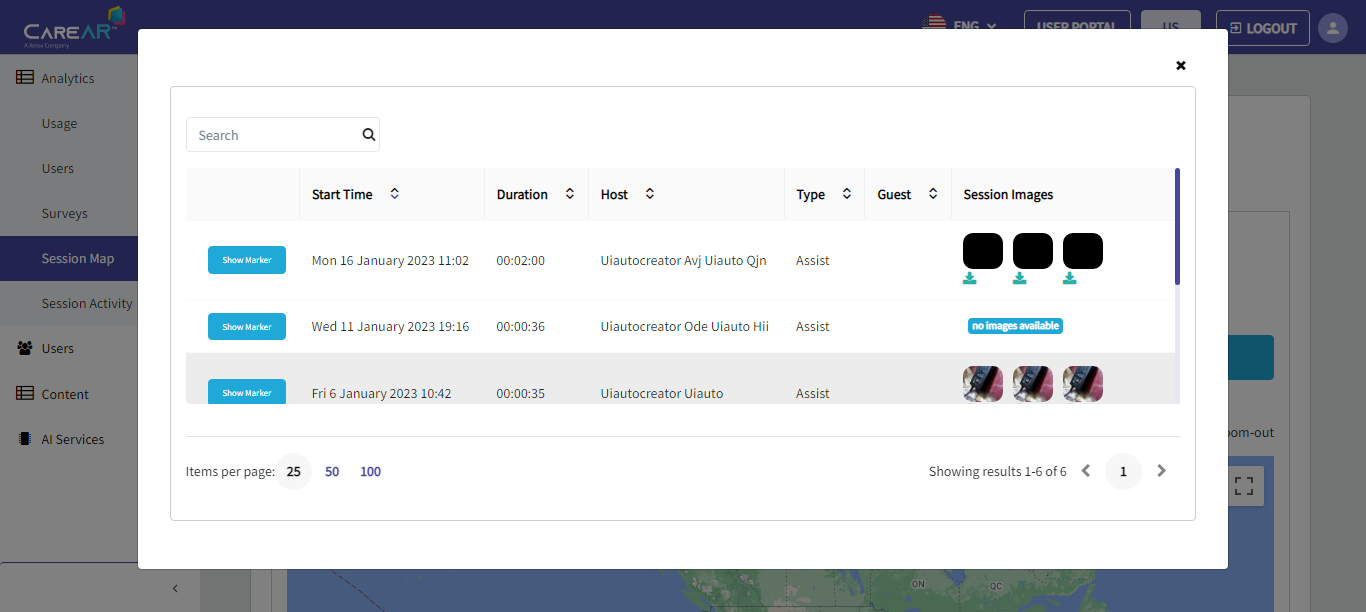 CAREAR™
A Xerox Company
ENG
USER PORTAL
US
LOGOUT
Analytics
Usage
Users
Surveys
Session Map
Session Activity
Users
Content
AI Services
Search
Start Time Duration Host Type Guest Session Images
Show Marker Mon 16 January 2023 11:02 00:02:00 Uiautocreator Avj Uiauto Qjn Assist
Show Marker Wed 11 January 2023 19:16 00:00:36 Uiautocreator Ode Uiauto Hii Assist no images available
Show Marker Fri 6 January 2023 10:42 00:00:35 Uiautocreator Uiauto Assist
Items per page: 25 50 100
Showing results 1-6 of 6 1
ON
QC